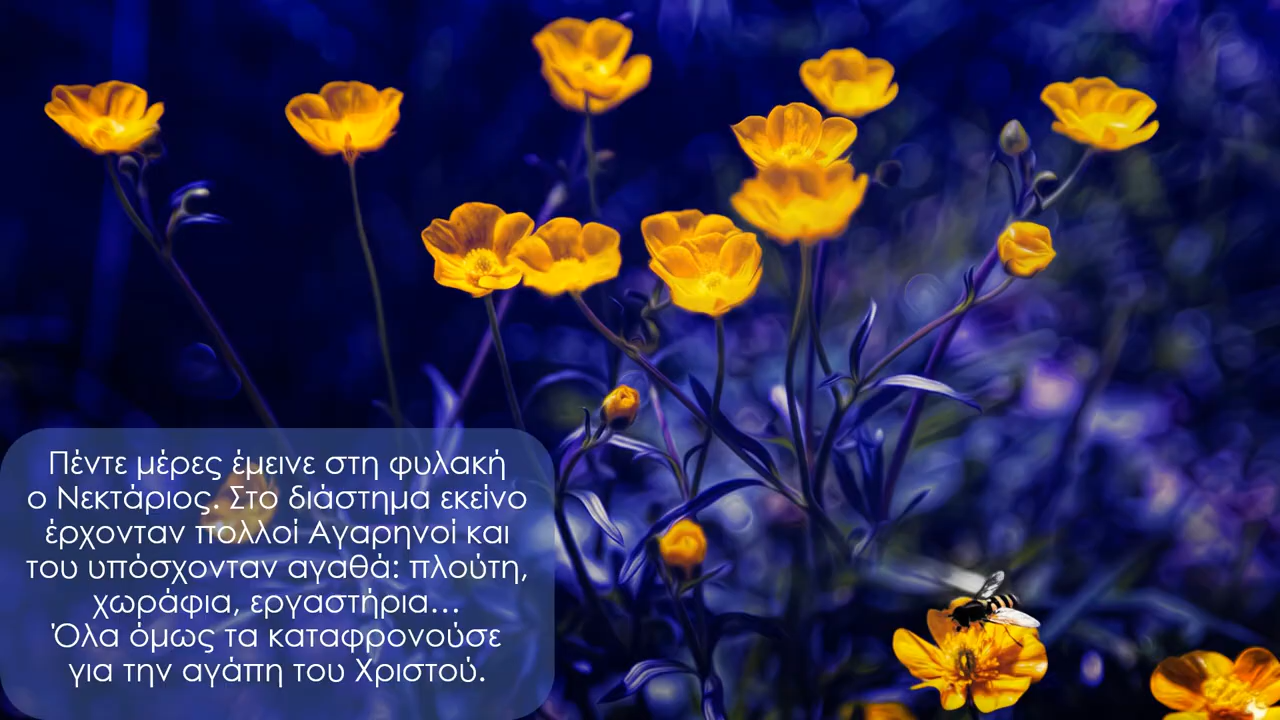 Πέντε μέρες έμεινε στη φυλακή
ο Νεκτάριος. Στο διάστημα εκείνο
έρχονταν πολλοί Αγαρηνοί και
του υπόσχονταν αγαθά: πλούτη,
χωράφια, εργαστήρια…
Όλα όμως τα καταφρονούσε
για την αγάπη του Χριστού.